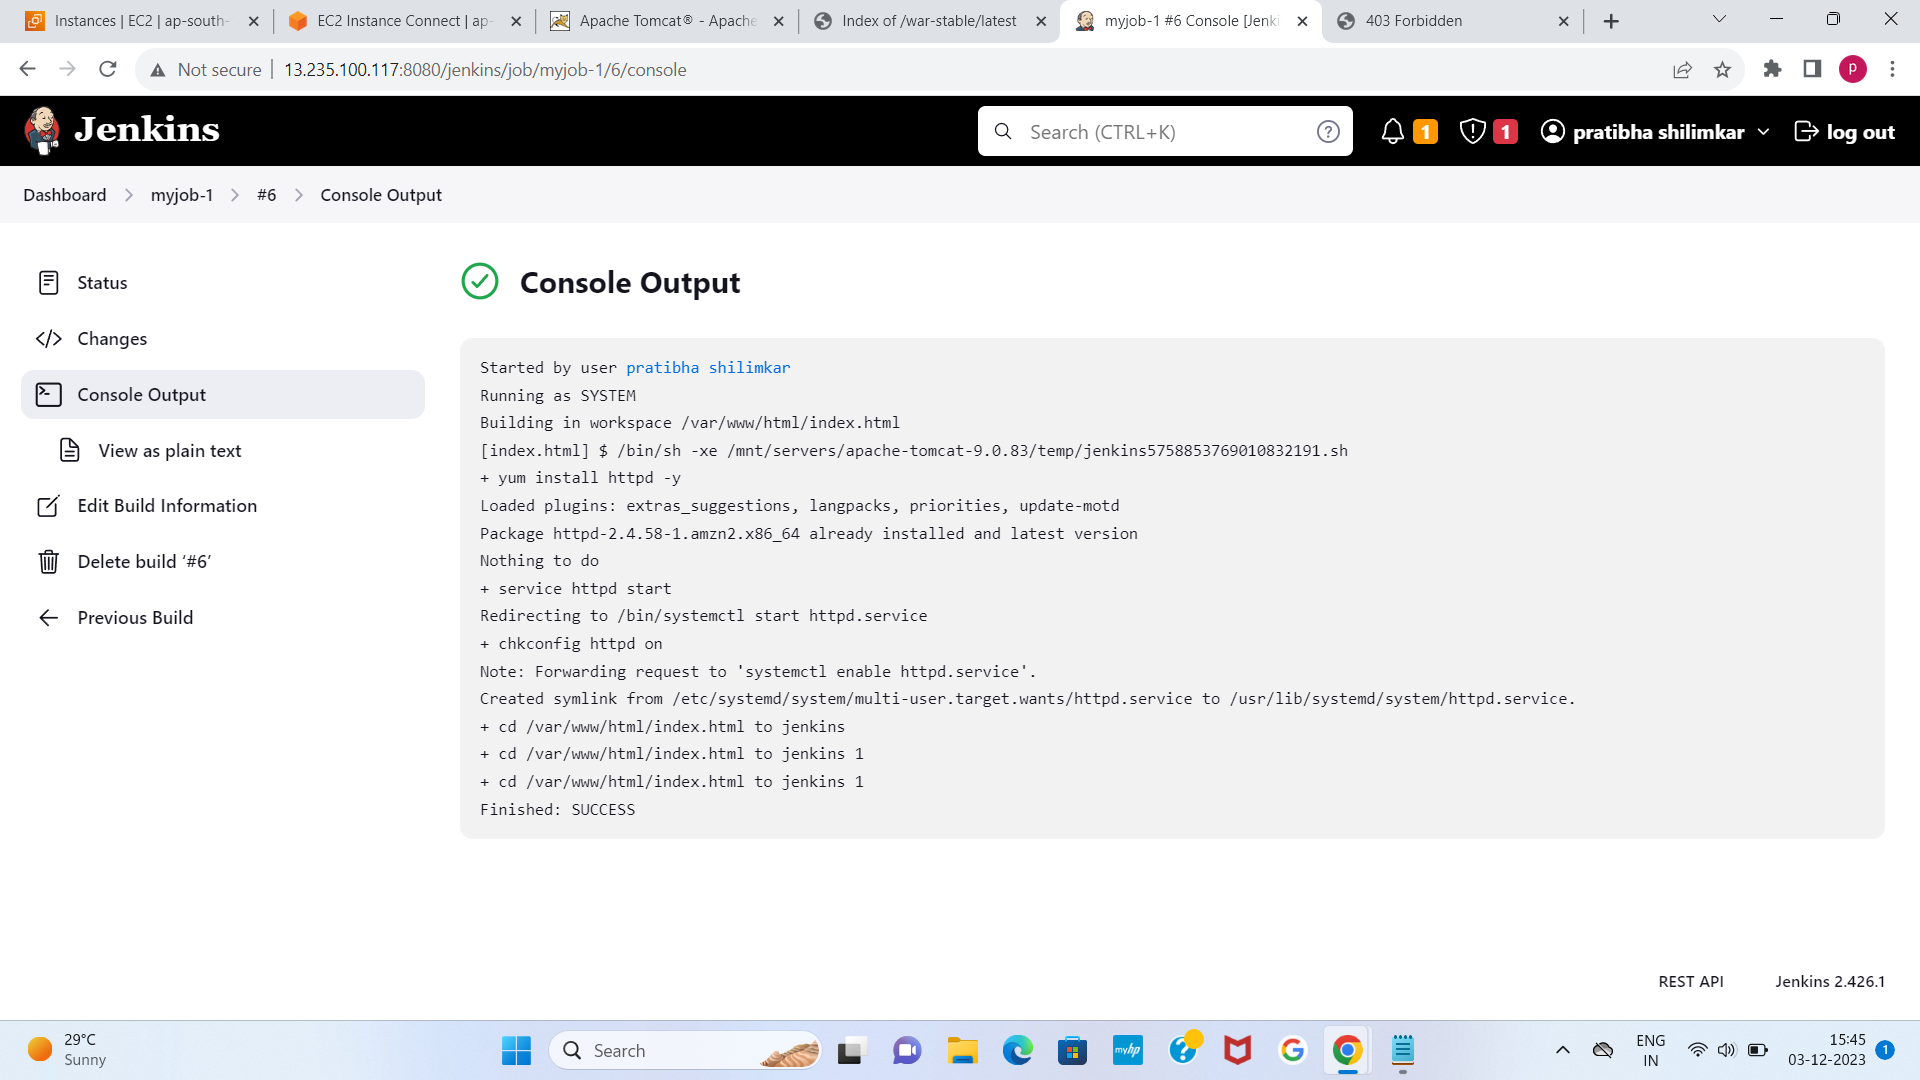 Instances | EC2 | ap-south-
EC2 Instance Connect | ap-
Apache Tomcat® - Apache
Index of /war-stable/latest
myjob-1 #6 Console [Jenki
403 Forbidden
Not secure
13.235.100.117:8080/jenkins/job/myjob-1/6/console
P
Jenkins
Search (CTRL+K)
1
1
pratibha shilimkar
log out
Dashboard
myjob-1
#6
Console Output
Status
Changes
Console Output
View as plain text
Edit Build Information
Delete build ‘#6’
Previous Build
Console Output
Started by user pratibha shilimkar
Running as SYSTEM
Building in workspace /var/www/html/index.html
[index.html] $ /bin/sh -xe /mnt/servers/apache-tomcat-9.0.83/temp/jenkins5758853769010832191.sh
+ yum install httpd -y
Loaded plugins: extras_suggestions, langpacks, priorities, update-motd
Package httpd-2.4.58-1.amzn2.x86_64 already installed and latest version
Nothing to do
+ service httpd start
Redirecting to /bin/systemctl start httpd.service
+ chkconfig httpd on
Note: Forwarding request to 'systemctl enable httpd.service'.
Created symlink from /etc/systemd/system/multi-user.target.wants/httpd.service to /usr/lib/systemd/system/httpd.service.
+ cd /var/www/html/index.html to jenkins
+ cd /var/www/html/index.html to jenkins 1
+ cd /var/www/html/index.html to jenkins 1
Finished: SUCCESS
REST API
Jenkins 2.426.1
29°C
Sunny
Search
myhp
ENG
IN
15:45
03-12-2023
1